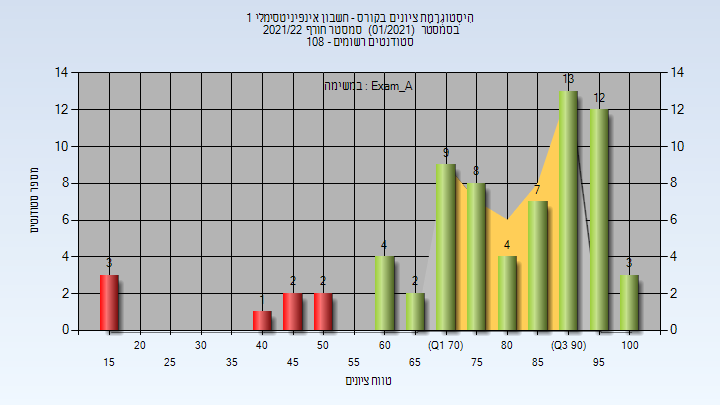 היסטוגרמת ציונים בקורס - חשבון אינפיניטסימלי 1
בסמסטר (01/2021) סמסטר חורף 2021/22
סטודנטים רשומים - 108
במשימה : Exam_A
מספר סטודנטים
14 12 10 8 6 4 2 0
14 12 10 8 6 4 2 0
3 1 2 2 4 2 9 8 4 7 13 12 3
20 30 40 50 60 (Q1 70) 80 (Q3 90) 100
15 25 35 45 55 65 75 85 95
טווח ציונים